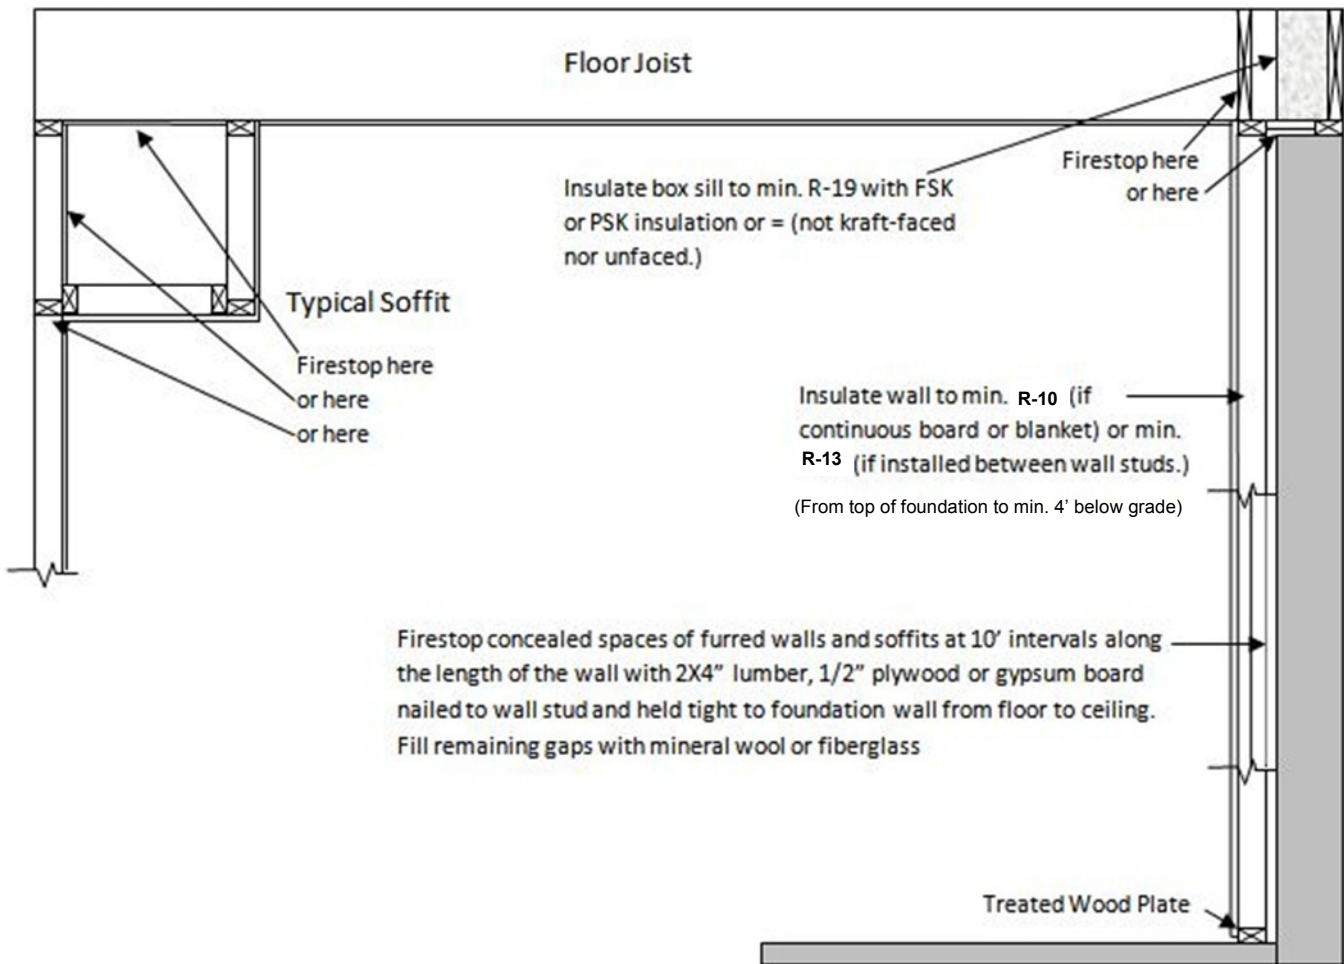 Floor Joist
Firestop here
or here
Insulate box sill to min. R-19 with FSK
or PSK insulation or = (not kraft-faced
nor unfaced.)
Typical Soffit
Firestop here
or here
or here
Insulate wall to min. R-10 (if
continuous board or blanket) or min.
R-13 (if installed between wall studs.)
(From top of foundation to min. 4' below grade)
Firestop concealed spaces of furred walls and soffits at 10' intervals along
the length of the wall with 2X4" lumber, 1/2" plywood or gypsum board
nailed to wall stud and held tight to foundation wall from floor to ceiling.
Fill remaining gaps with mineral wool or fiberglass
Treated Wood Plate